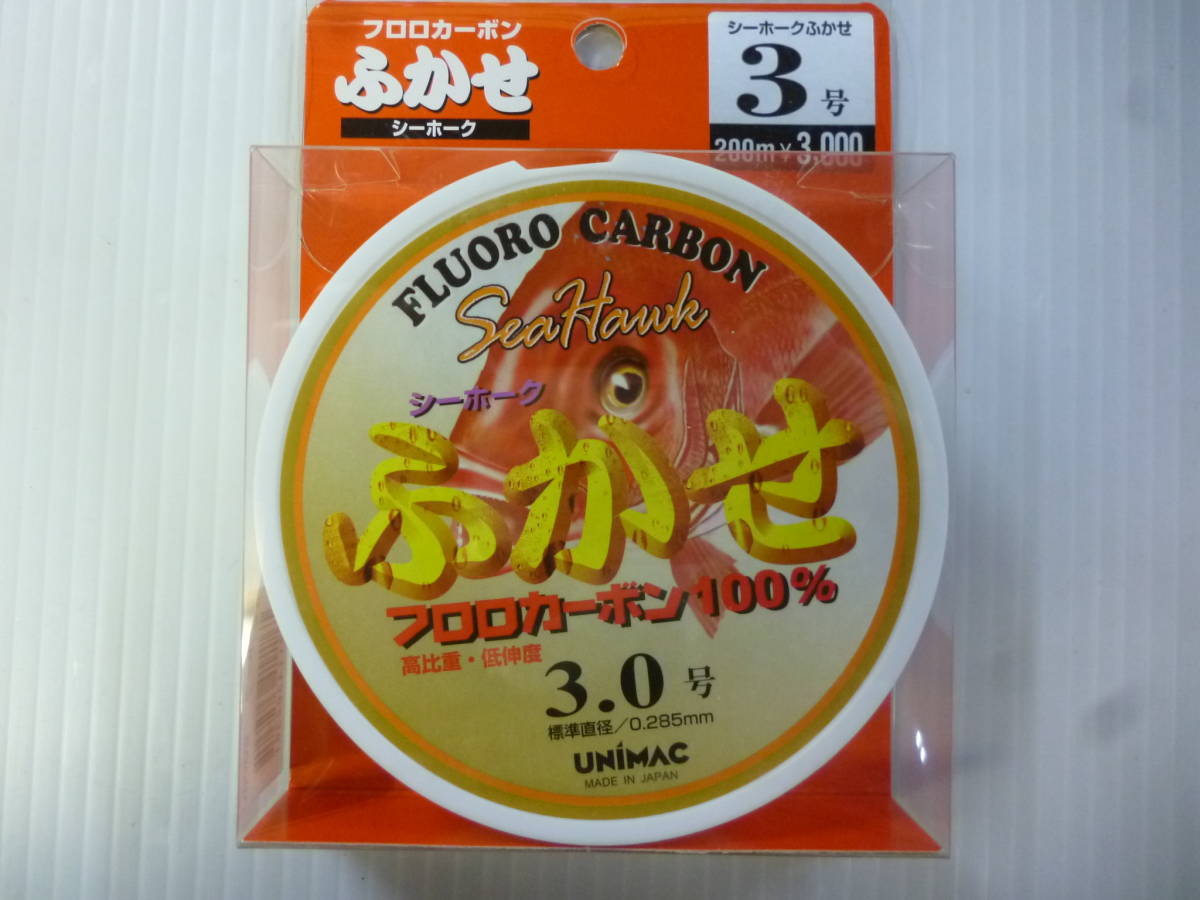 フロロカーボン
ふかせ
シーホーク
シーホークふかせ
3号
200m ¥3,000
FLUORO CARBON
SeaHawk
シーホーク
ふかせ
フロロカーボン100%
高比重・低伸度
3.0号
標準直径/0.285mm
UNiMAC
MADE IN JAPAN